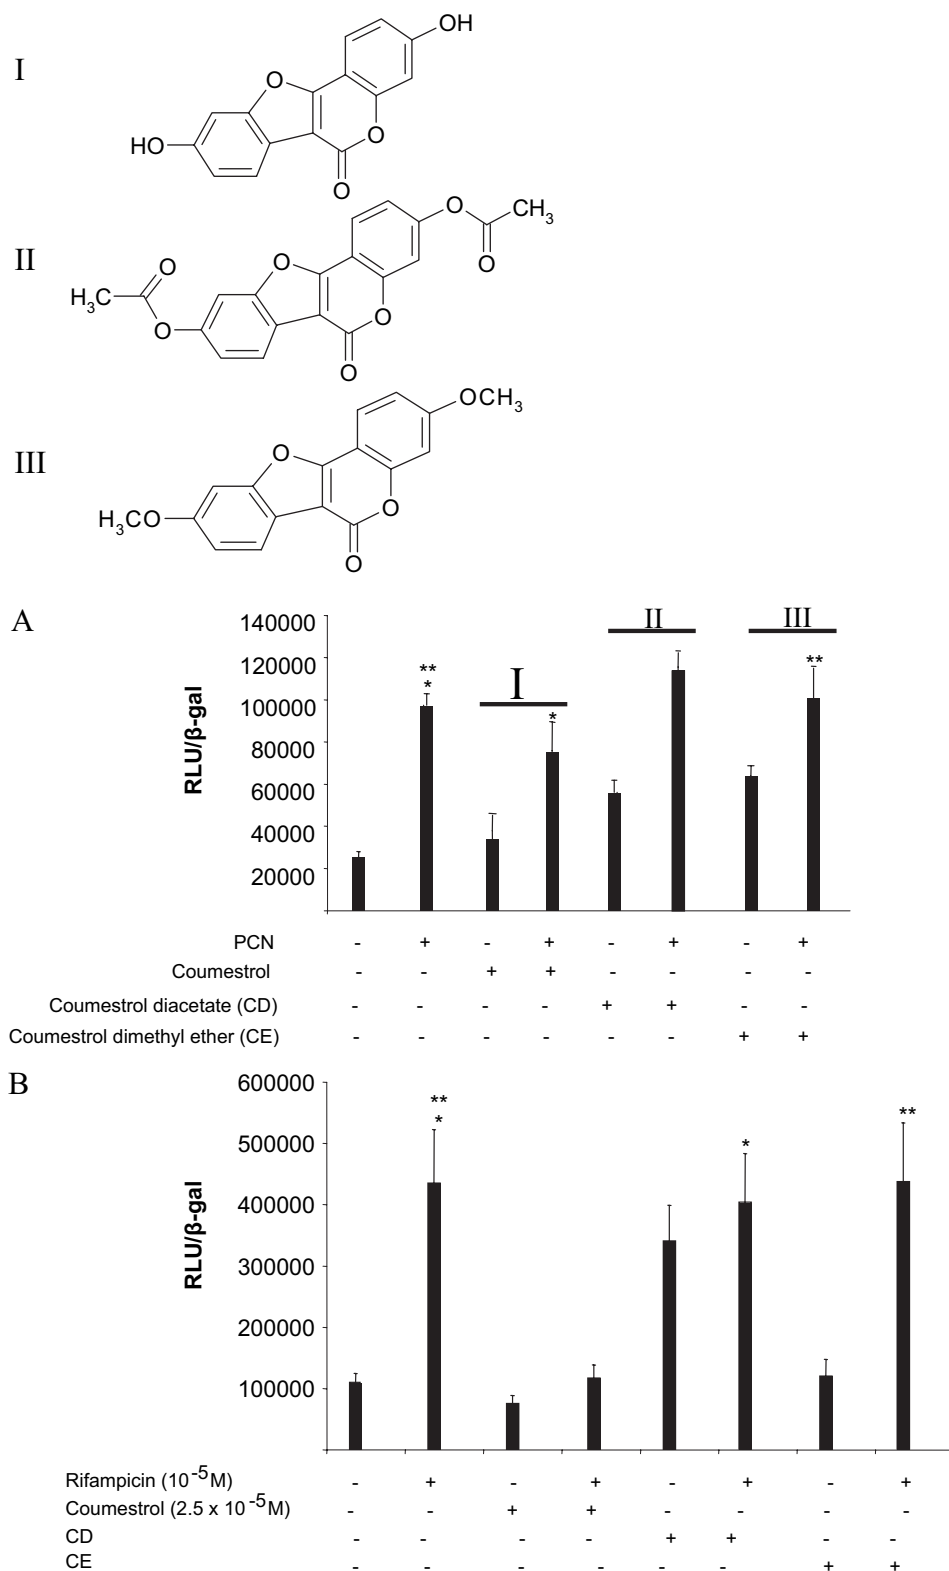 I
OH
O
O
HO
O
II
O
CH3
O
O
O
H3C
O
O
O
III
OCH3
O
O
H3CO
O
A
140000
120000
100000
80000
60000
40000
20000
RLU/β-gal
**
*
I
*
II
III
**
PCN - + - + - + - +
Coumestrol - - + + - - - -
Coumestrol diacetate (CD) - - - - + + - -
Coumestrol dimethyl ether (CE) - - - - - - + +
B
600000
500000
400000
300000
200000
100000
RLU/β-gal
**
*
*
**
Rifampicin (10⁻⁵M) - + - + - + - +
Coumestrol (2.5 x 10⁻⁵M) - - + + - - - -
CD - - - - + + - -
CE - - - - - - + +